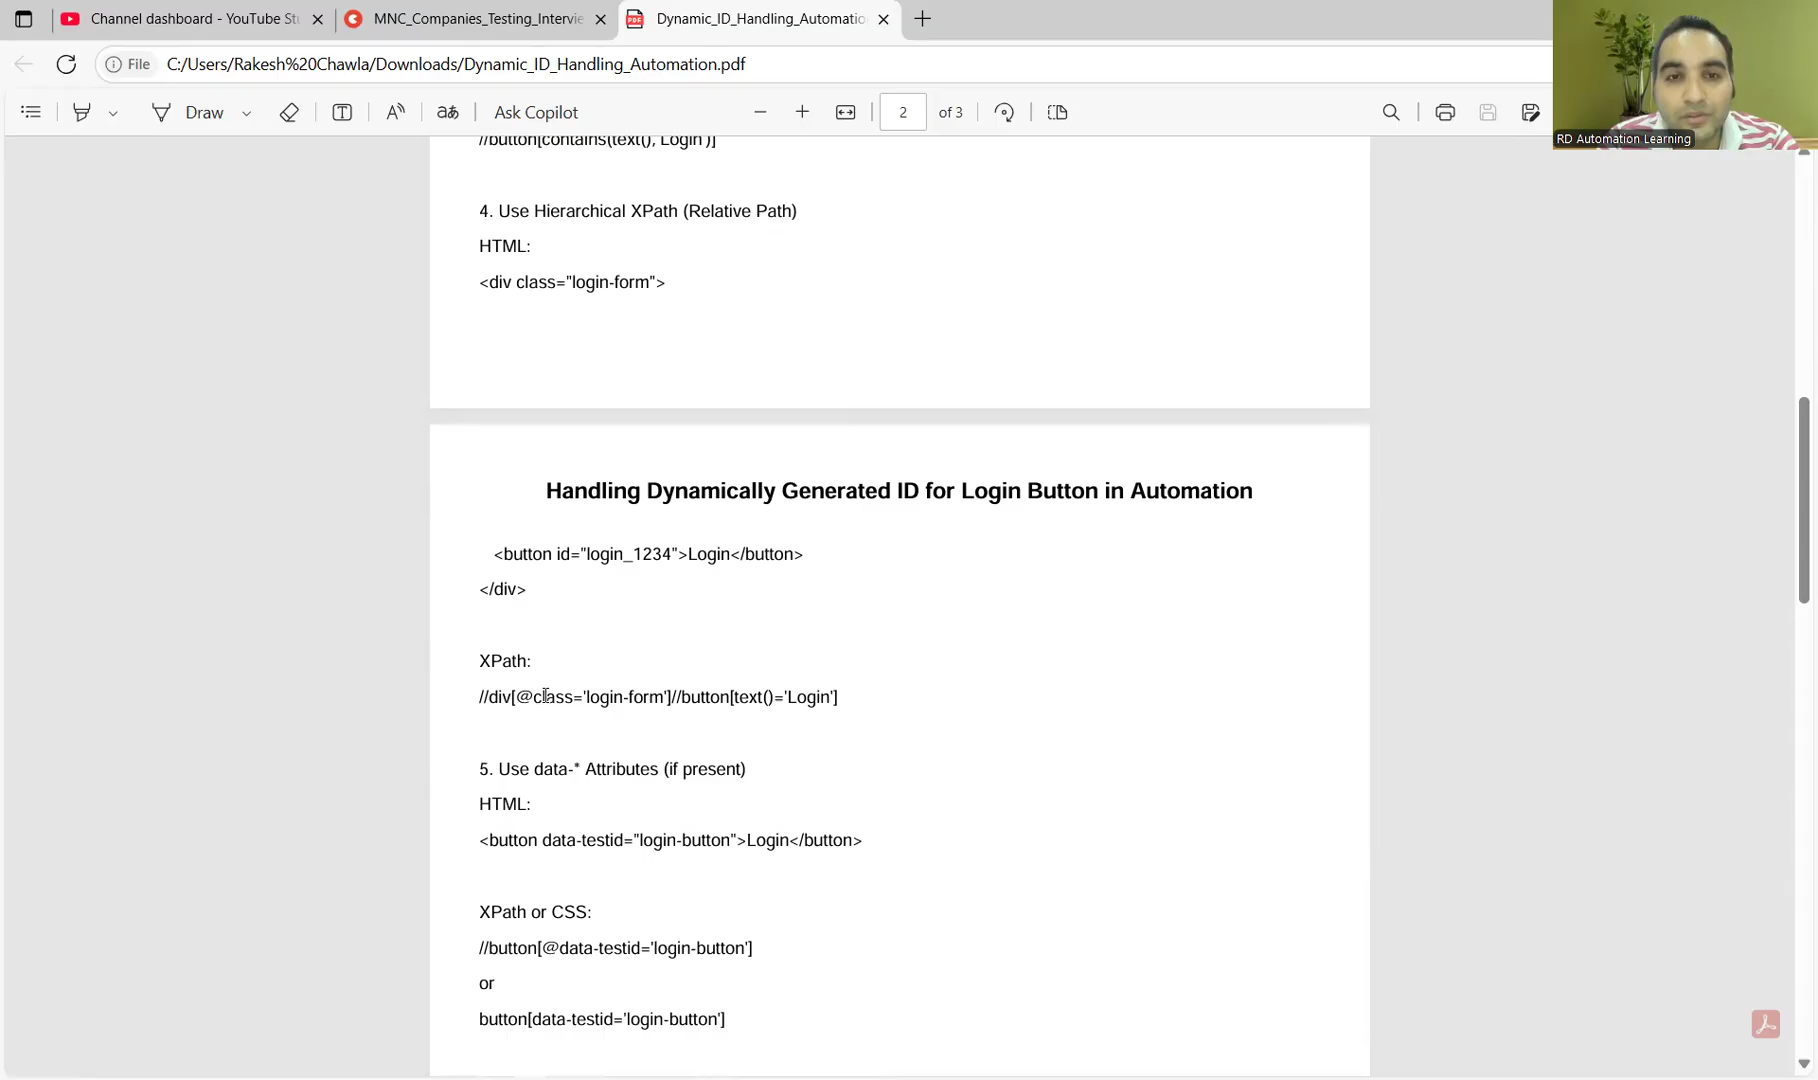 Channel dashboard - YouTube Stu
MNC_Companies_Testing_Intervie
Dynamic_ID_Handling_Automatio
File
C:/Users/Rakesh%20Chawla/Downloads/Dynamic_ID_Handling_Automation.pdf
Draw
Ask Copilot
2 of 3
RD Automation Learning
//button[contains(text(), 'Login')]
4. Use Hierarchical XPath (Relative Path)
HTML:
<div class="login-form">
Handling Dynamically Generated ID for Login Button in Automation
<button id="login_1234">Login</button>
</div>
XPath:
//div[@class='login-form']//button[text()='Login']
5. Use data-* Attributes (if present)
HTML:
<button data-testid="login-button">Login</button>
XPath or CSS:
//button[@data-testid='login-button']
or
button[data-testid='login-button']